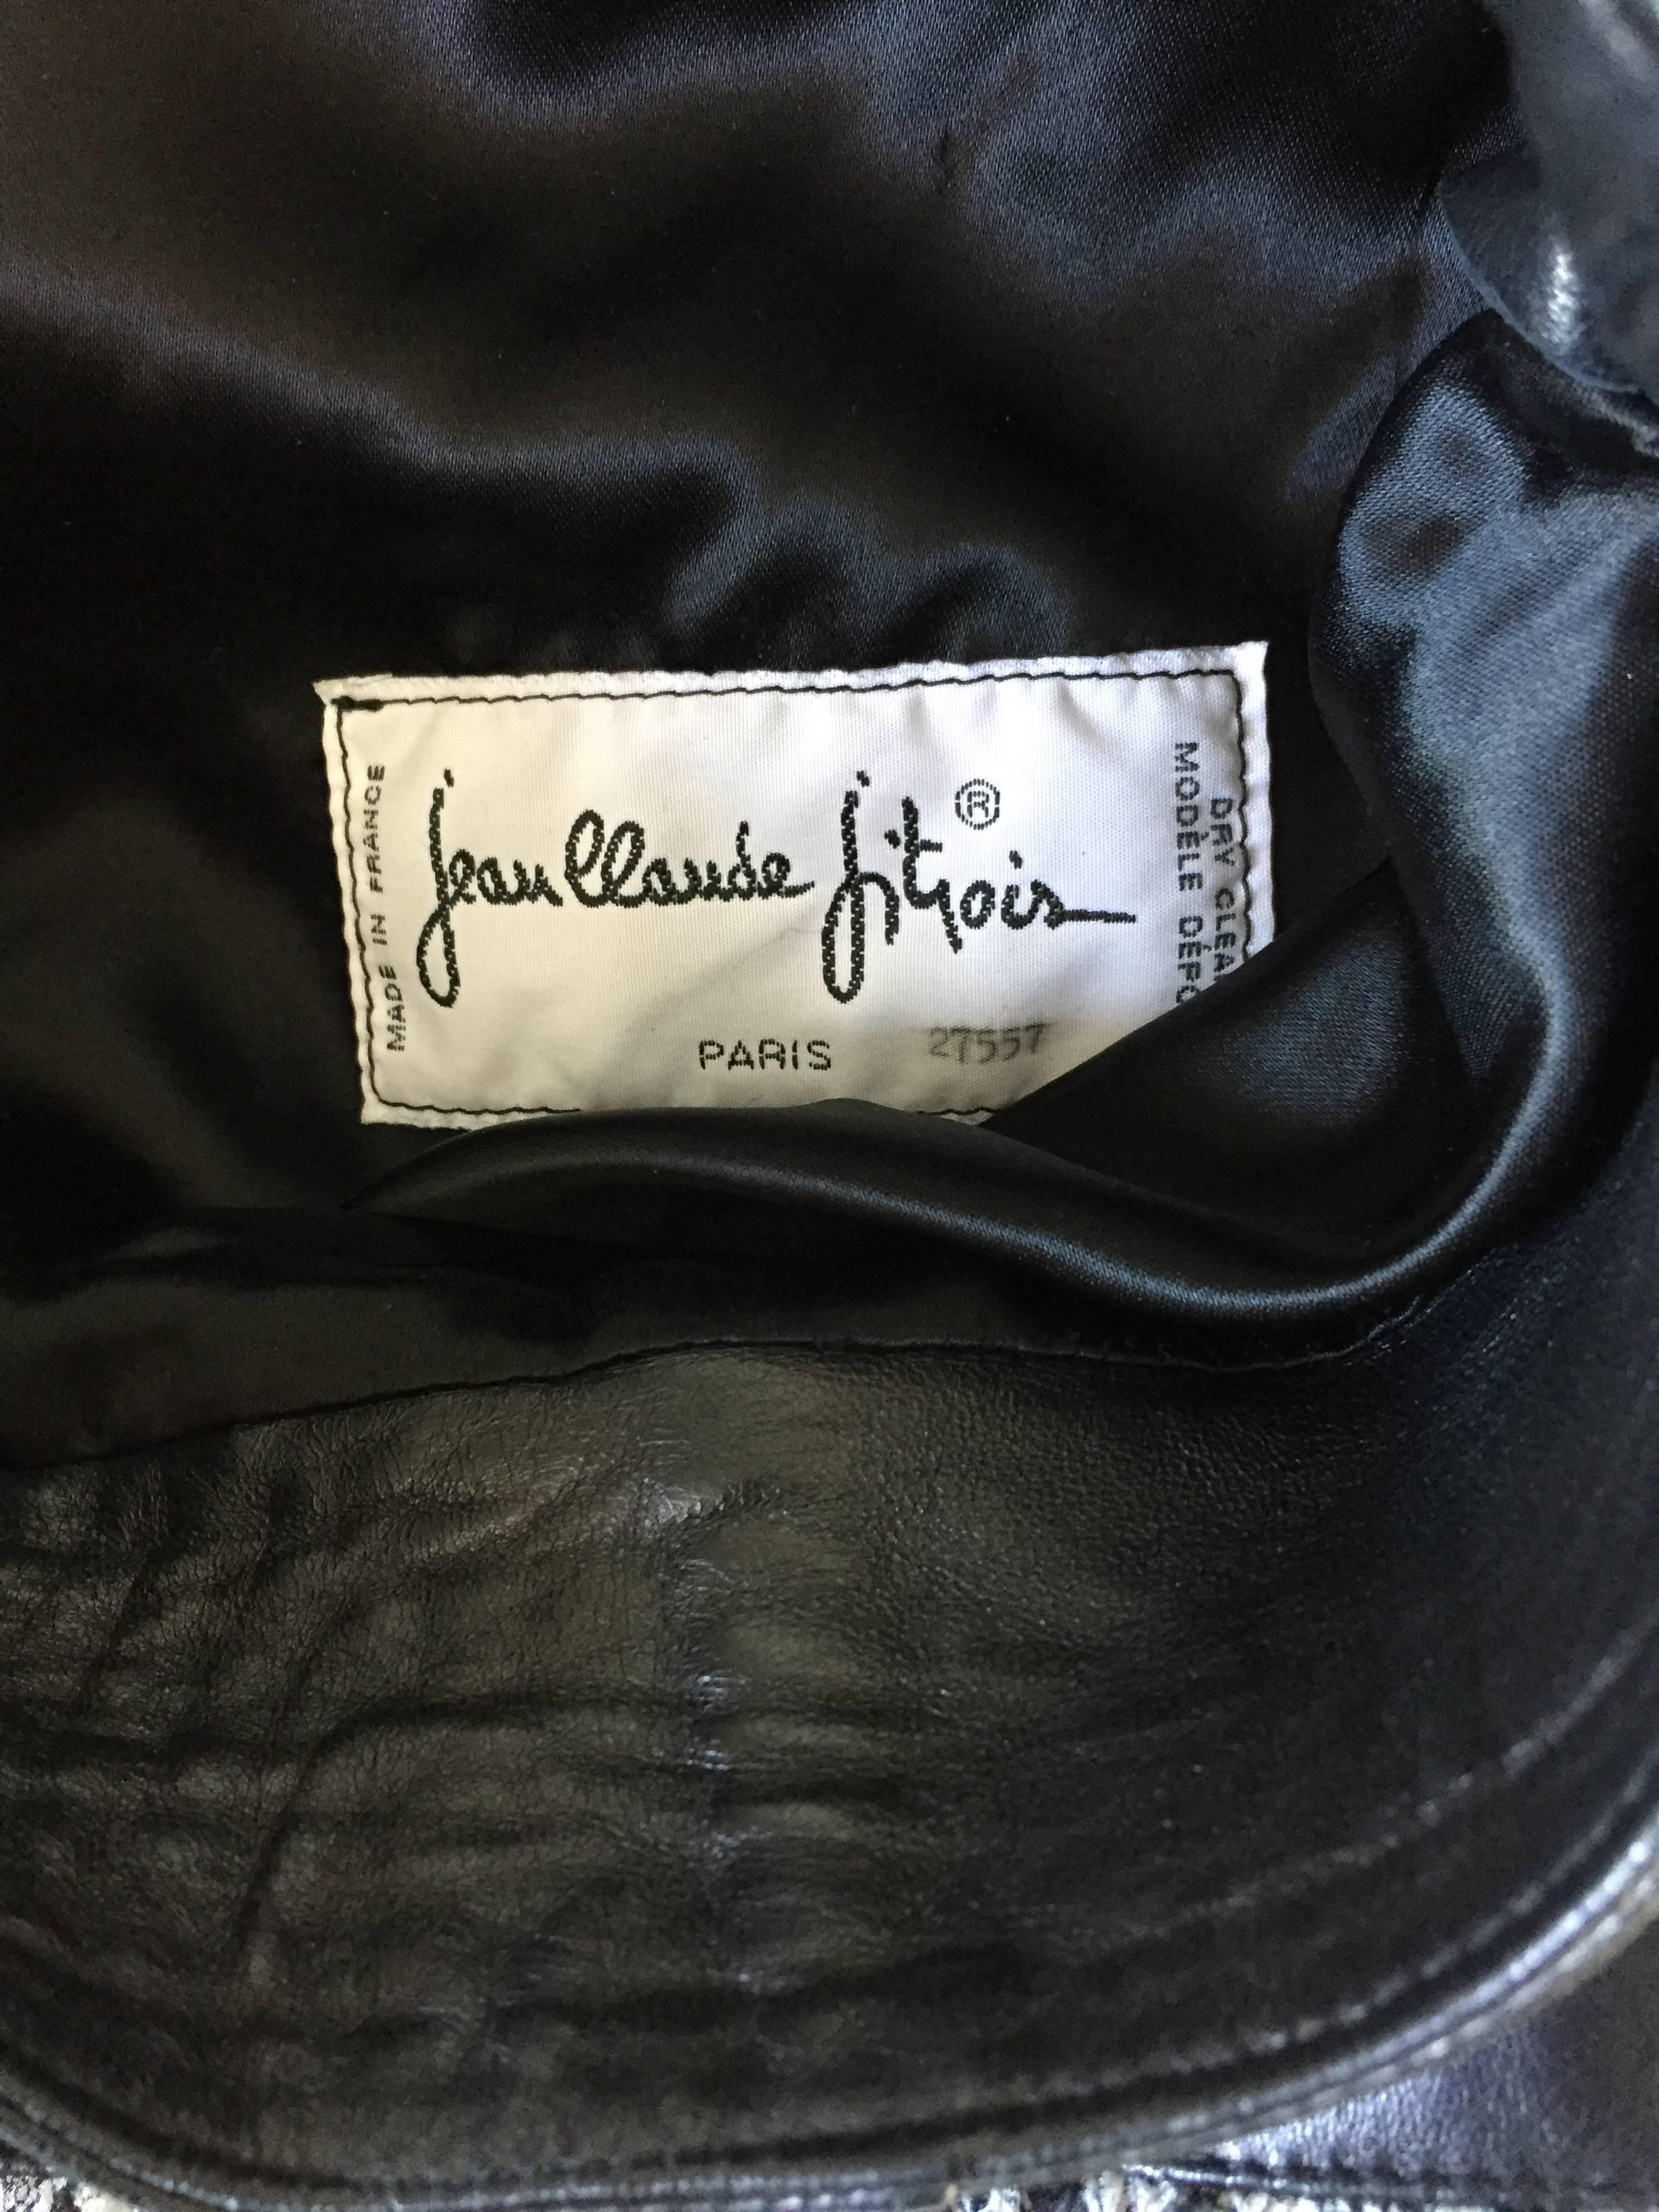 MADE IN FRANCE
jean Claude jitrois ®
PARIS
27557
MODÈLE DÉPO
DRY CLEA